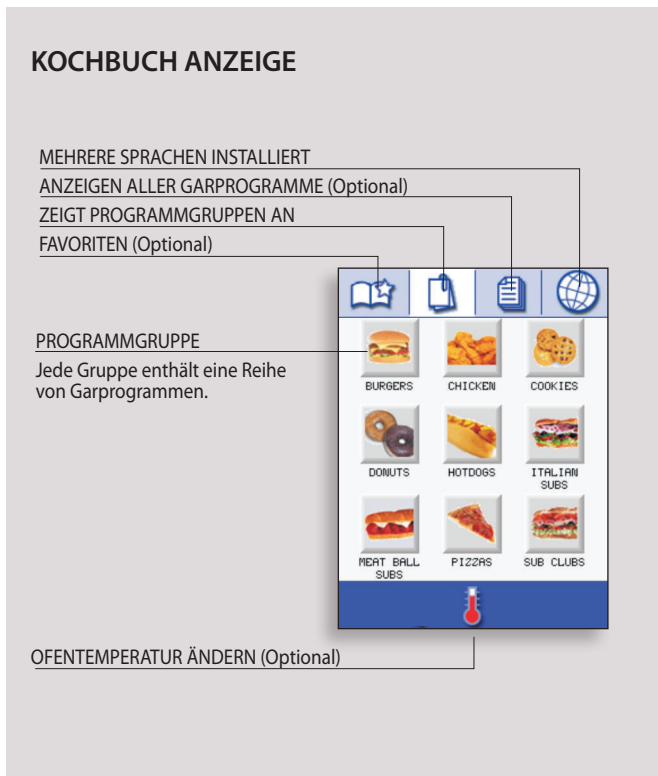 KOCHBUCH ANZEIGE
MEHRERE SPRACHEN INSTALLIERT
ANZEIGEN ALLER GARPROGRAMME (Optional)
ZEIGT PROGRAMMGRUPPEN AN
FAVORITEN (Optional)
PROGRAMMGRUPPE
Jede Gruppe enthält eine Reihe
von Garprogrammen.
BURGERS
CHICKEN
COOKIES
DONUTS
HOTDOGS
ITALIAN
SUBS
MEAT BALL
SUBS
PIZZAS
SUB CLUBS
OFENTEMPERATUR ÄNDERN (Optional)